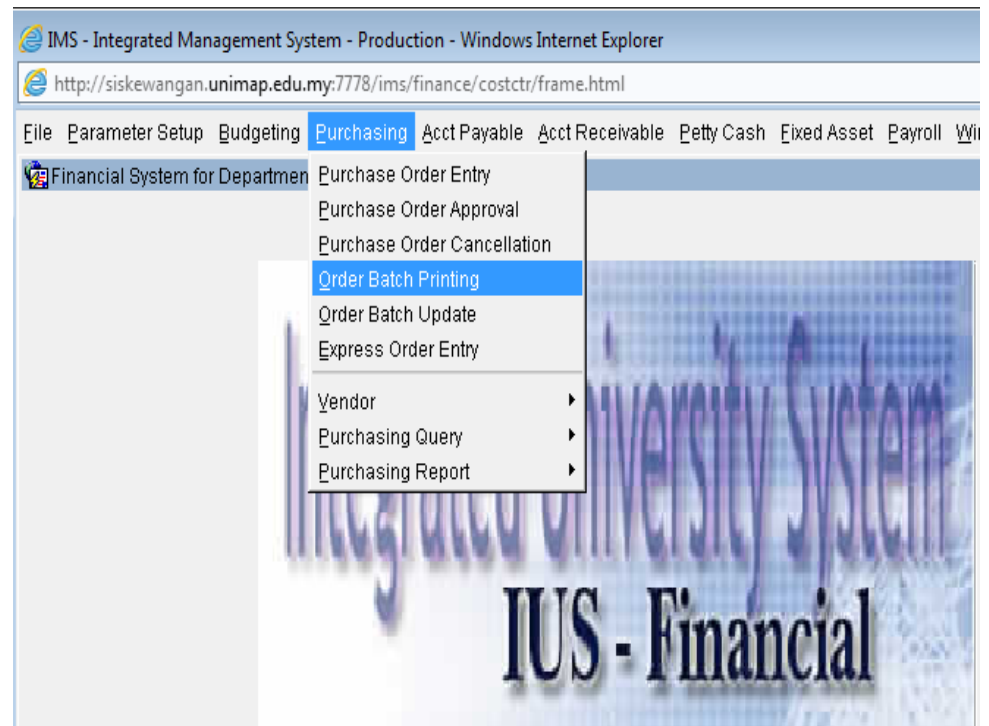 IMS - Integrated Management System - Production - Windows Internet Explorer
http://siskewangan.unimap.edu.my:7778/ims/finance/costctr/frame.html
File Parameter Setup Budgeting Purchasing Acct Payable Acct Receivable Petty Cash Fixed Asset Payroll
Financial System for Departmen
Purchase Order Entry
Purchase Order Approval
Purchase Order Cancellation
Order Batch Printing
Order Batch Update
Express Order Entry
Vendor
Purchasing Query
Purchasing Report
Integrated University System
IUS - Financial